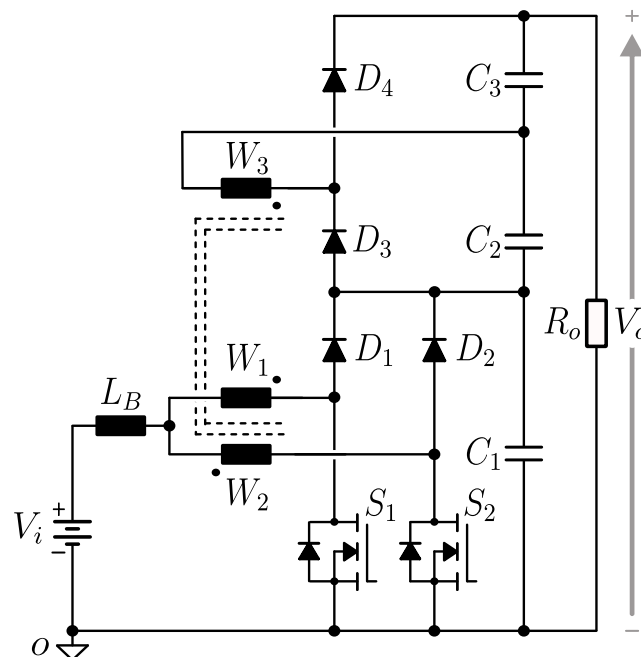 +
D4 C3
W3
D3 C2
Ro Vo
W1 D1 D2
LB
C1
W2
S1 S2
Vi + −
o −